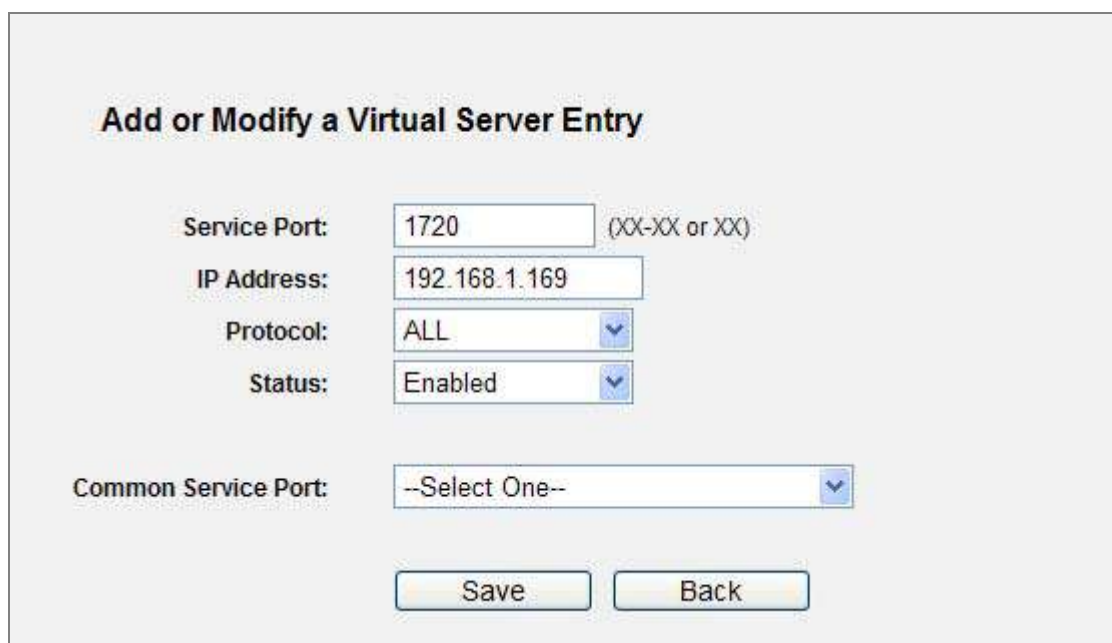 Add or Modify a Virtual Server Entry
Service Port: 1720 (XX-XX or XX)
IP Address: 192.168.1.169
Protocol: ALL
Status: Enabled
Common Service Port: --Select One--
Save Back